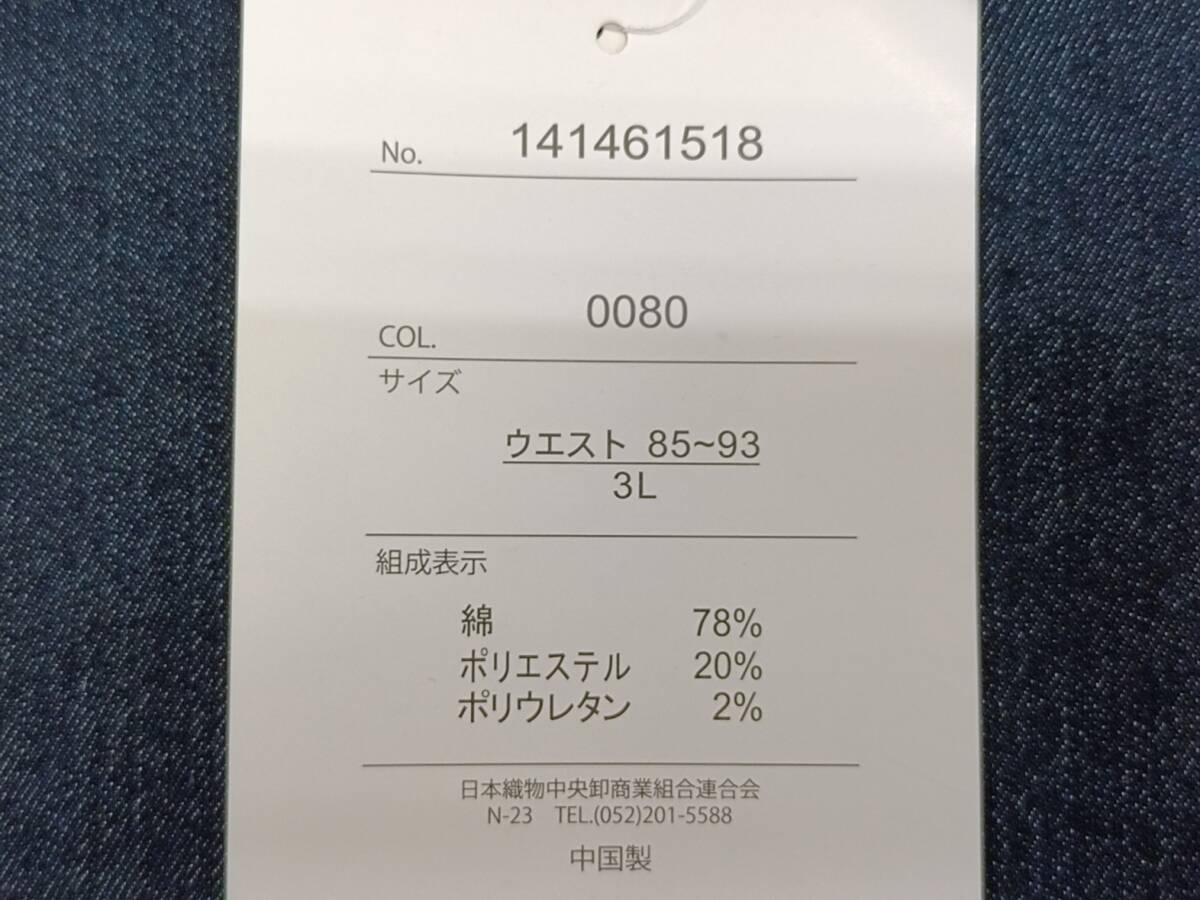 No. 141461518
COL. 0080
サイズ
ウエスト 85~93
3L
組成表示
綿 78%
ポリエステル 20%
ポリウレタン 2%
日本織物中央卸商業組合連合会
N-23 TEL.(052)201-5588
中国製